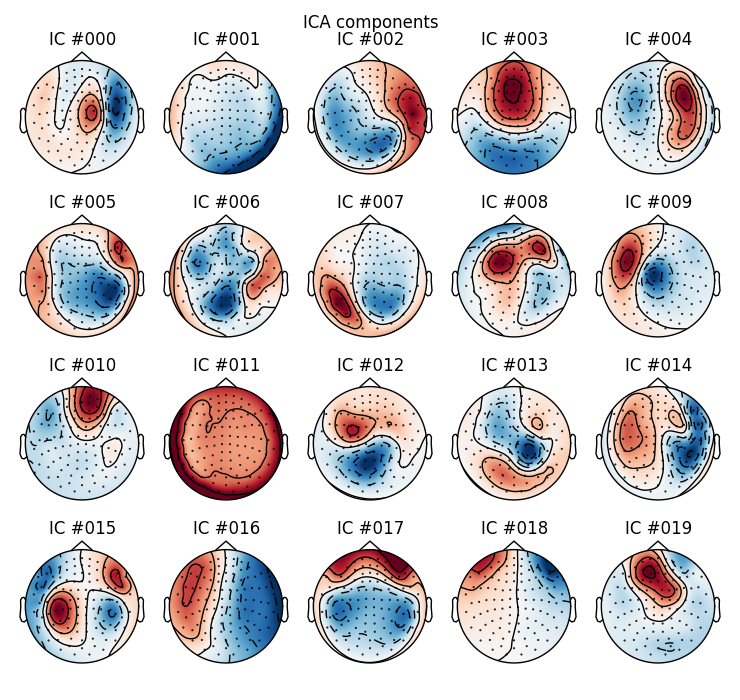 ICA components
IC #000 IC #001 IC #002 IC #003 IC #004
IC #005 IC #006 IC #007 IC #008 IC #009
IC #010 IC #011 IC #012 IC #013 IC #014
IC #015 IC #016 IC #017 IC #018 IC #019